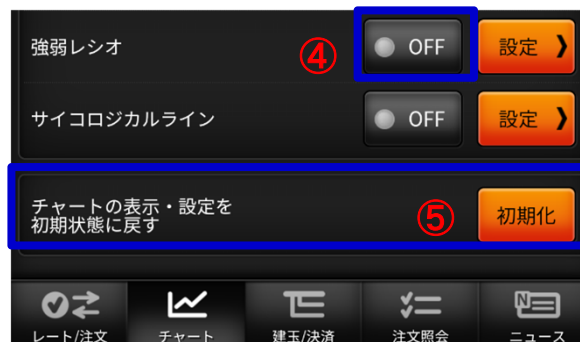 強弱レシオ
④
OFF
設定 ❯
サイコロジカルライン
OFF
設定 ❯
チャートの表示・設定を
初期状態に戻す
⑤
初期化
レート/注文
チャート
建玉/決済
注文照会
ニュース